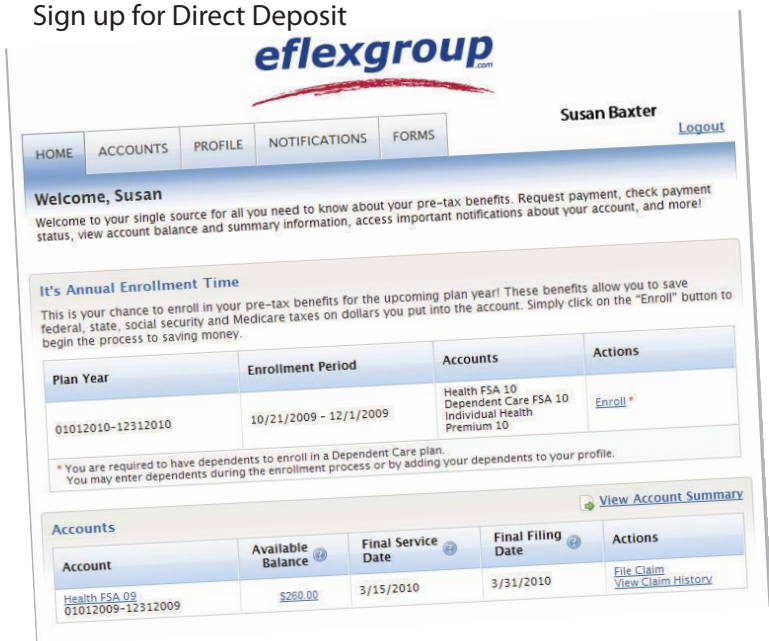 Sign up for Direct Deposit
eflexgroup
.com
Susan Baxter
Logout
HOME ACCOUNTS PROFILE NOTIFICATIONS FORMS
Welcome, Susan
Welcome to your single source for all you need to know about your pre-tax benefits. Request payment, check payment
status, view account balance and summary information, access important notifications about your account, and more!
It's Annual Enrollment Time
This is your chance to enroll in your pre-tax benefits for the upcoming plan year! These benefits allow you to save
federal, state, social security and Medicare taxes on dollars you put into the account. Simply click on the "Enroll" button to
begin the process to saving money.
Plan Year Enrollment Period Accounts Actions
01012010-12312010 10/21/2009 - 12/1/2009 Health FSA 10
Dependent Care FSA 10
Individual Health
Premium 10
Enroll *
* You are required to have dependents to enroll in a Dependent Care plan.
You may enter dependents during the enrollment process or by adding your dependents to your profile.
View Account Summary
Accounts
Account Available Balance Final Service Date Final Filing Date Actions
Health FSA 09
01012009-12312009
$260.00 3/15/2010 3/31/2010 File Claim
View Claim History